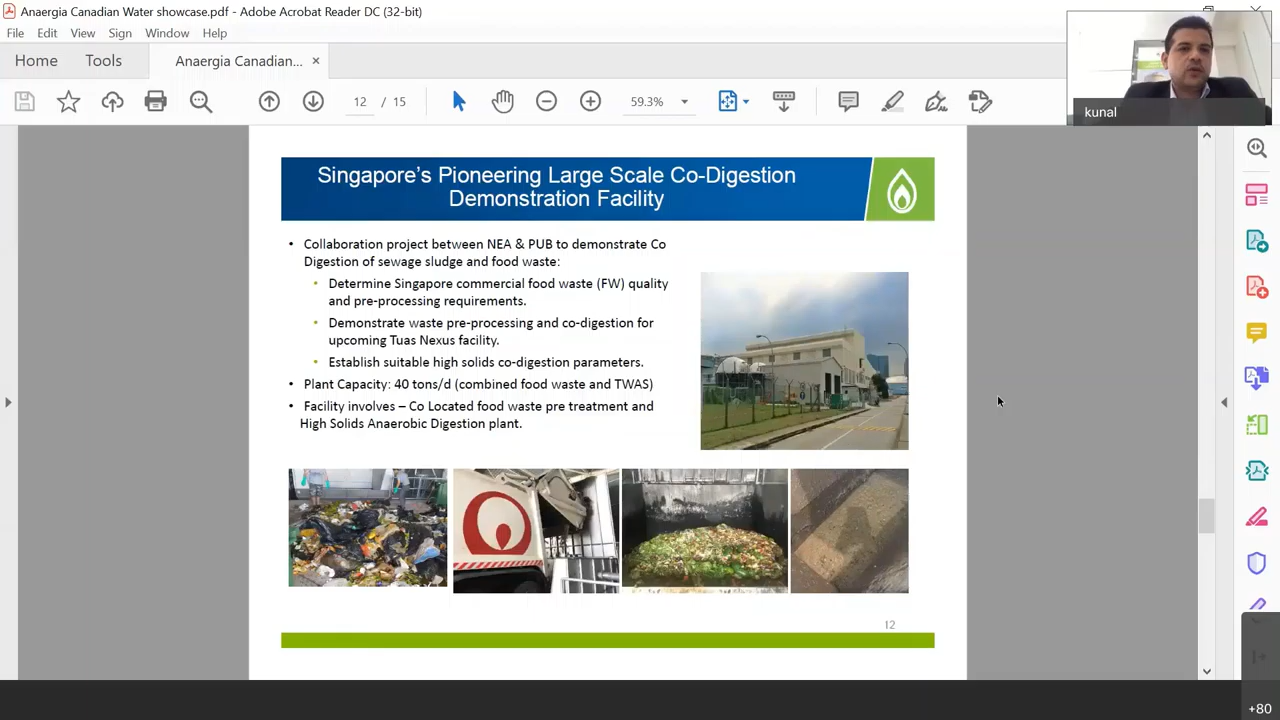 Anaergia Canadian Water showcase.pdf - Adobe Acrobat Reader DC (32-bit)
File Edit View Sign Window Help
Home Tools Anaergia Canadian... ×
12 / 15 59.3%
kunal
Singapore's Pioneering Large Scale Co-Digestion
Demonstration Facility
• Collaboration project between NEA & PUB to demonstrate Co
Digestion of sewage sludge and food waste:
• Determine Singapore commercial food waste (FW) quality
and pre-processing requirements.
• Demonstrate waste pre-processing and co-digestion for
upcoming Tuas Nexus facility.
• Establish suitable high solids co-digestion parameters.
• Plant Capacity: 40 tons/d (combined food waste and TWAS)
• Facility involves – Co Located food waste pre treatment and
High Solids Anaerobic Digestion plant.
12
+80